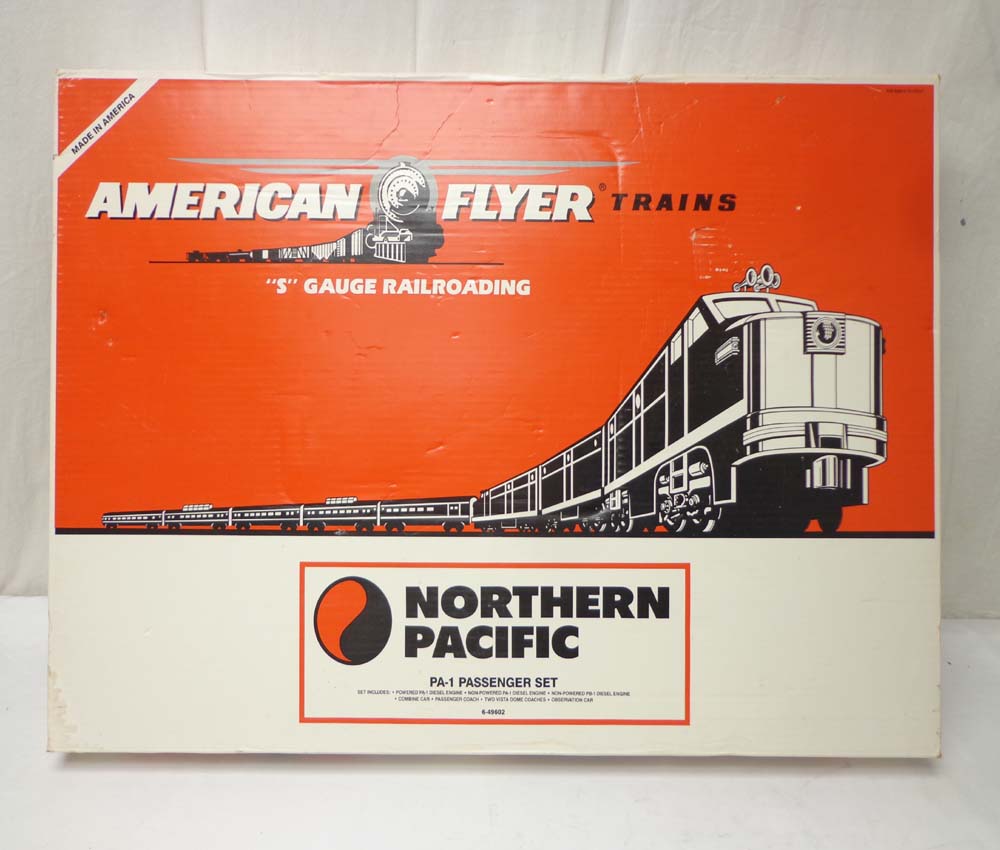 MADE IN AMERICA
AMERICAN FLYER® TRAINS
"S" GAUGE RAILROADING
NORTHERN
PACIFIC
PA-1 PASSENGER SET
SET INCLUDES: • POWERED PA-1 DIESEL ENGINE • NON-POWERED PA-1 DIESEL ENGINE • NON-POWERED PB-1 DIESEL ENGINE
• COMBINE CAR • PASSENGER COACH • TWO VISTA DOME COACHES • OBSERVATION CAR
6-49602